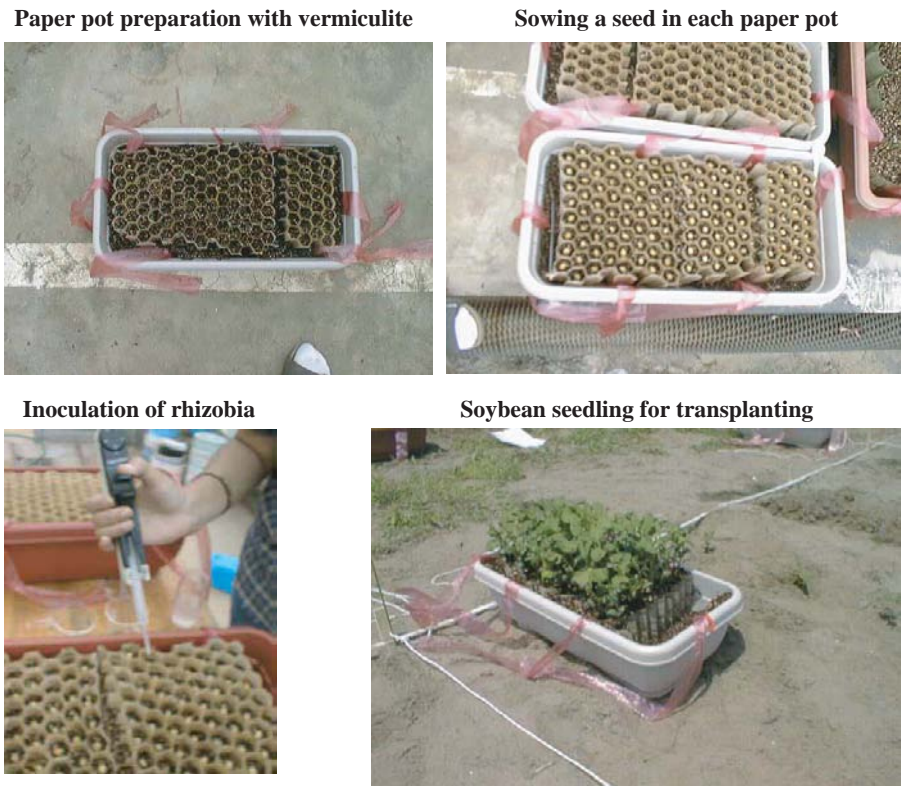 Paper pot preparation with vermiculite
Sowing a seed in each paper pot
Inoculation of rhizobia
Soybean seedling for transplanting